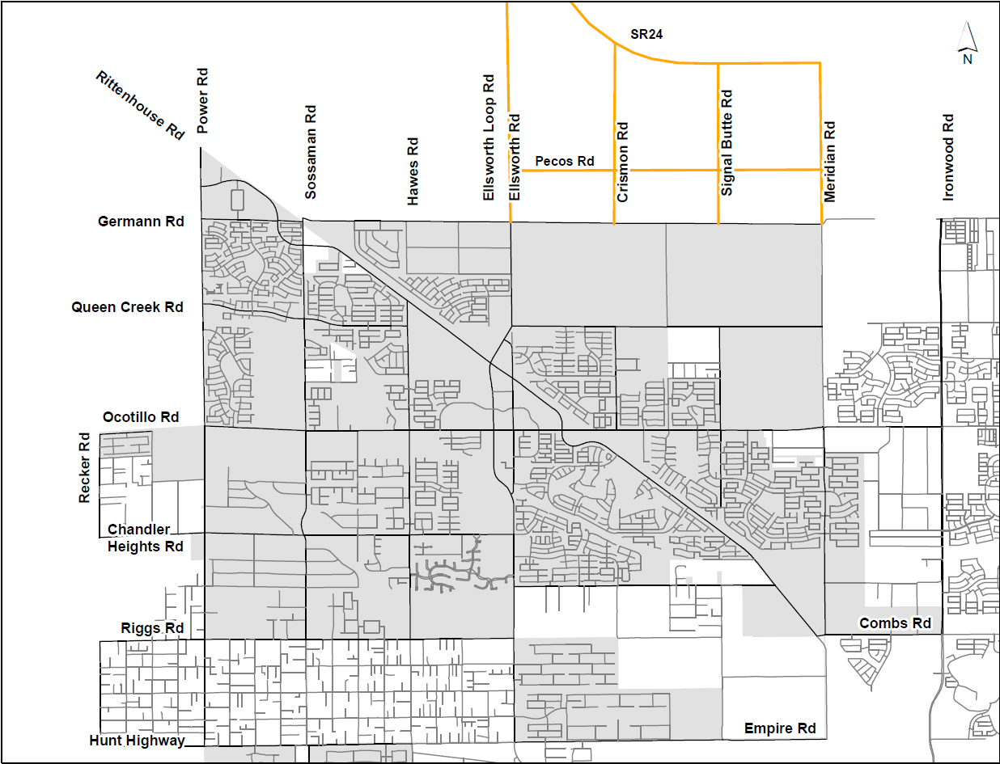 SR24
N
Rittenhouse Rd
Power Rd
Sossaman Rd
Hawes Rd
Ellsworth Loop Rd
Ellsworth Rd
Pecos Rd
Crismon Rd
Signal Butte Rd
Meridian Rd
Ironwood Rd
Germann Rd
Queen Creek Rd
Ocotillo Rd
Recker Rd
Chandler
Heights Rd
Riggs Rd
Combs Rd
Hunt Highway
Empire Rd